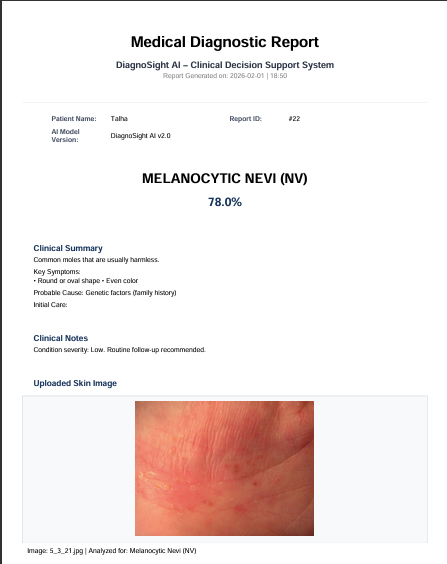 Medical Diagnostic Report
DiagnoSight AI – Clinical Decision Support System
Report Generated on: 2026-02-01 | 18:50
Patient Name: Talha Report ID: #22
AI Model Version: DiagnoSight AI v2.0
MELANOCYTIC NEVI (NV)
78.0%
Clinical Summary
Common moles that are usually harmless.
Key Symptoms:
• Round or oval shape • Even color
Probable Cause: Genetic factors (family history)
Initial Care:
Clinical Notes
Condition severity: Low. Routine follow-up recommended.
Uploaded Skin Image
Image: 5_3_21.jpg | Analyzed for: Melanocytic Nevi (NV)